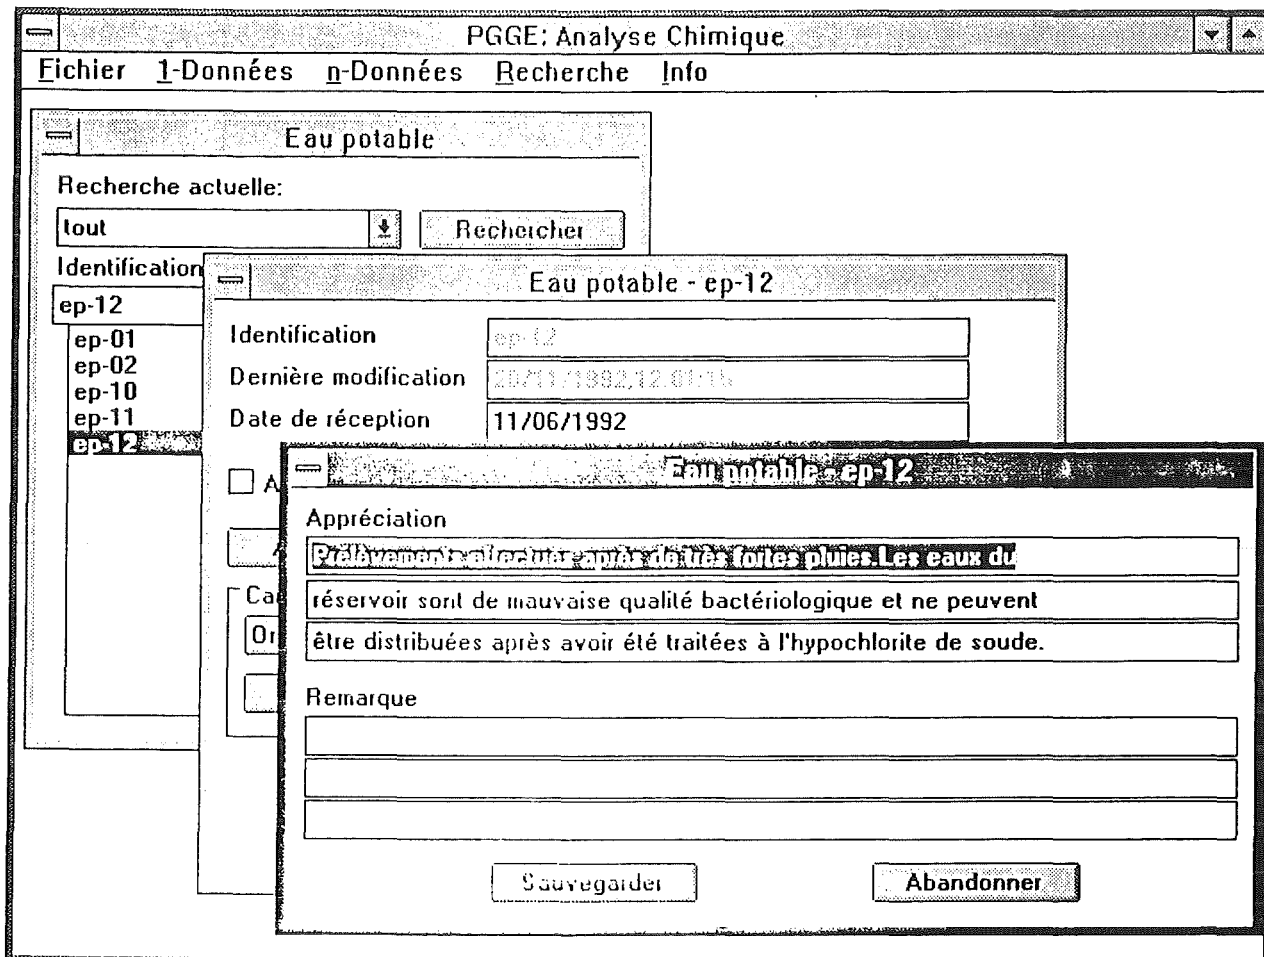 PGGE: Analyse Chimique
Fichier 1-Données n-Données Recherche Info
Eau potable
Recherche actuelle:
tout
Rechercher
Identification
ep-12
ep-01
ep-02
ep-10
ep-11
ep-12
Eau potable - ep-12
Identification ep-12
Dernière modification
Date de réception 11/06/1992
A
A
Ca
Or
Eau potable - ep-12
Appréciation
Prélèvements effectués après de très fortes pluies.Les eaux du
réservoir sont de mauvaise qualité bactériologique et ne peuvent
être distribuées après avoir été traitées à l'hypochlorite de soude.
Remarque
Sauvegarder Abandonner